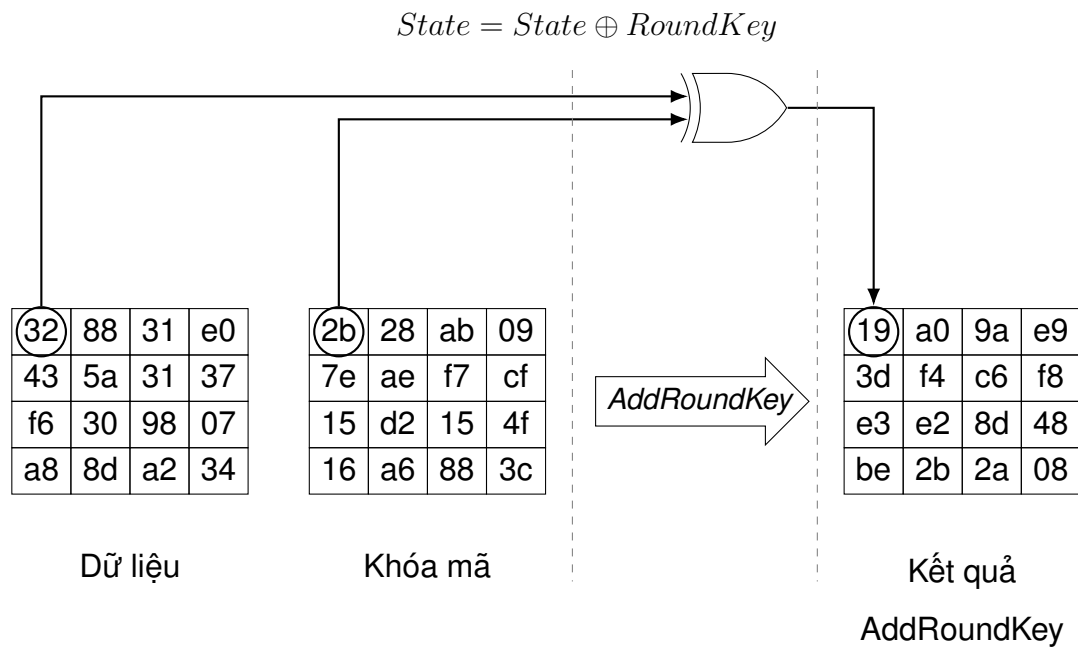 State = State ⊕ RoundKey
32 88 31 e0
43 5a 31 37
f6 30 98 07
a8 8d a2 34
2b 28 ab 09
7e ae f7 cf
15 d2 15 4f
16 a6 88 3c
AddRoundKey
19 a0 9a e9
3d f4 c6 f8
e3 e2 8d 48
be 2b 2a 08
Dữ liệu
Khóa mã
Kết quả
AddRoundKey